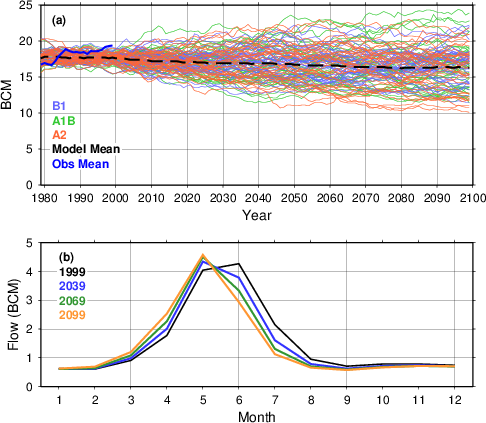 25
(a)
20
15
BCM
10
B1
A1B
A2
Model Mean
5
Obs Mean
0
1980 1990 2000 2010 2020 2030 2040 2050 2060 2070 2080 2090 2100
Year
5
(b)
1999
4
2039
2069
3
2099
Flow (BCM)
2
1
0
1 2 3 4 5 6 7 8 9 10 11 12
Month